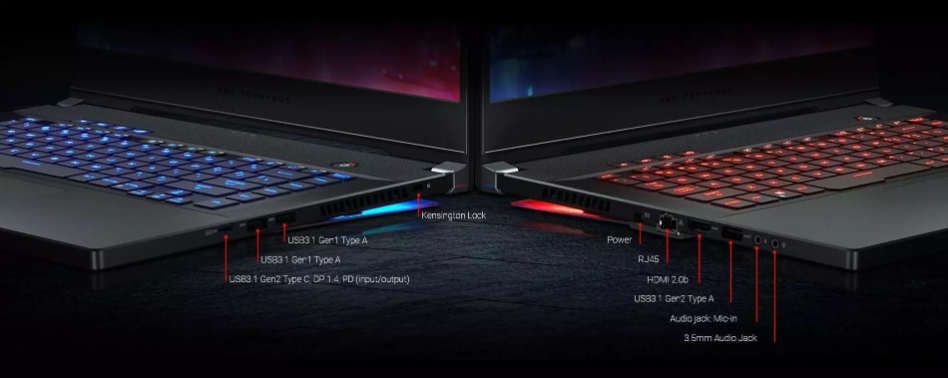 Kensington Lock
USB3.1 Gen1 Type A
USB3.1 Gen1 Type A
USB3.1 Gen2 Type C, DP 1.4, PD (input/output)
Power
RJ45
HDMI 2.0b
USB3.1 Gen2 Type A
Audio jack: Mic-in
3.5mm Audio Jack